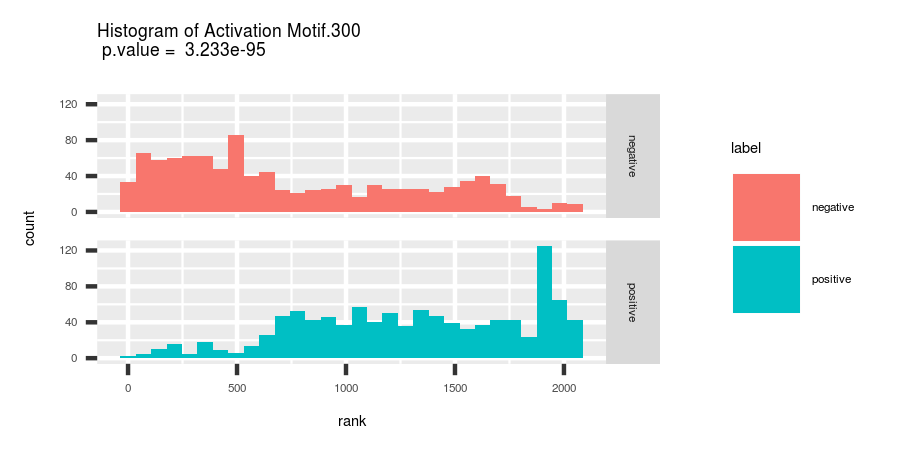 Histogram of Activation Motif.300
p.value = 3.233e-95
count
120
80
40
0
negative
120
80
40
0
positive
0 500 1000 1500 2000
rank
label
negative
positive